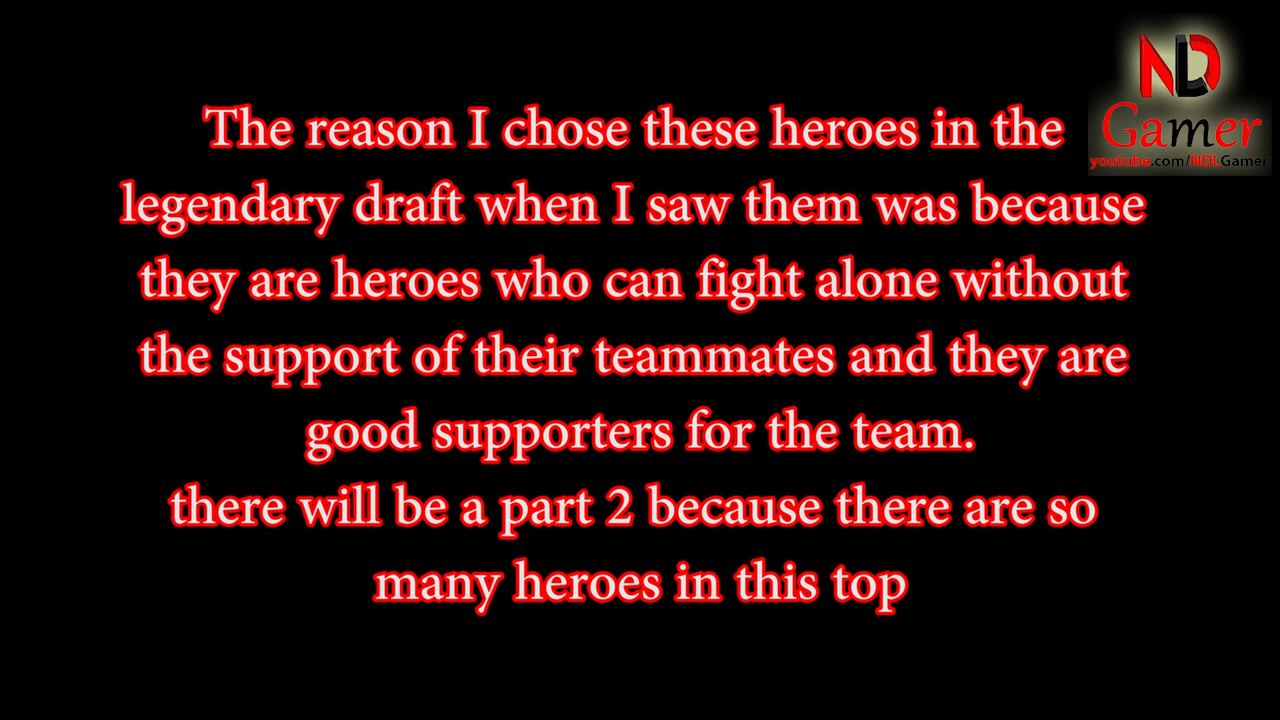 NDL
Gamer
youtube.com/NDLGamer
The reason I chose these heroes in the
legendary draft when I saw them was because
they are heroes who can fight alone without
the support of their teammates and they are
good supporters for the team.
there will be a part 2 because there are so
many heroes in this top